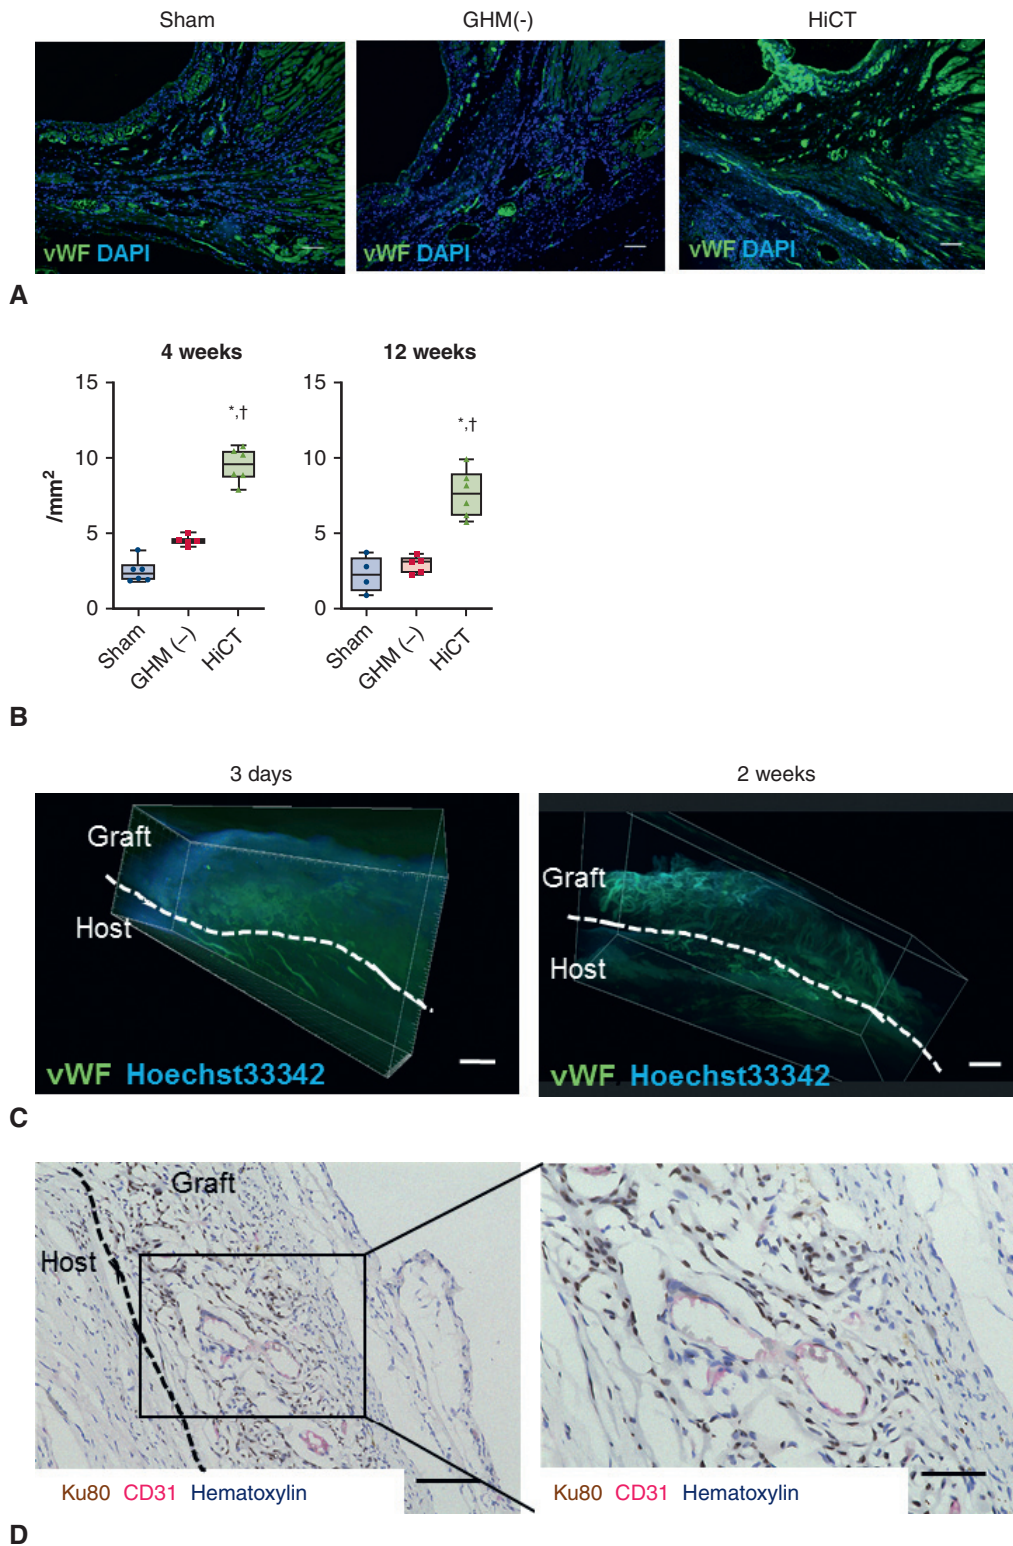 Sham GHM(-) HiCT
vWF DAPI vWF DAPI vWF DAPI
A
4 weeks 12 weeks
15 15
*,† *,†
10 10
/mm²
5 5
0 0
Sham GHM (–) HiCT Sham GHM (–) HiCT
B
3 days 2 weeks
Graft Graft
Host Host
vWF Hoechst33342 vWF Hoechst33342
C
Graft
Host
Ku80 CD31 Hematoxylin Ku80 CD31 Hematoxylin
D